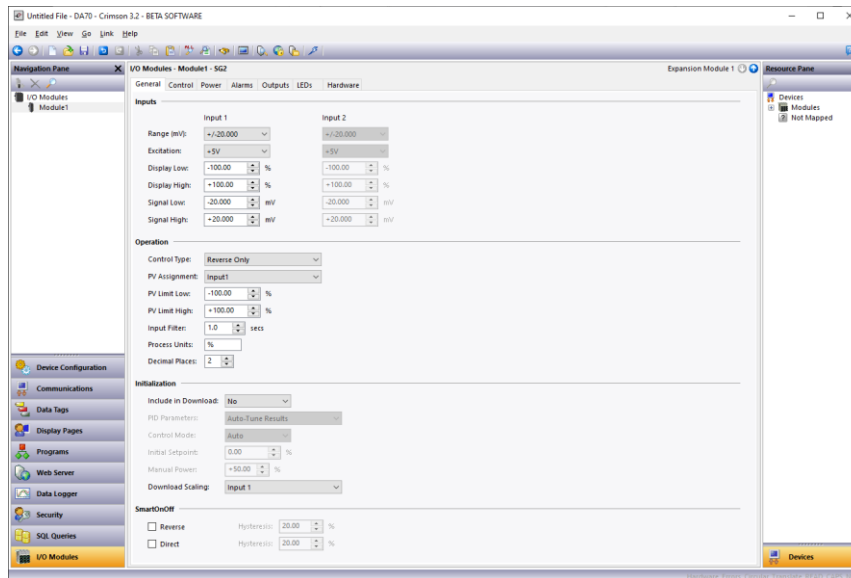 Untitled File - DA70 - Crimson 3.2 - BETA SOFTWARE
File Edit View Go Link Help
Navigation Pane
I/O Modules - Module1 - SG2
Expansion Module 1
Resource Pane
I/O Modules
Module1
General Control Power Alarms Outputs LEDs Hardware
Devices
Modules
Not Mapped
Inputs
Input 1 Input 2
Range (mV): +/-20.000 +/-20.000
Excitation: +5V +5V
Display Low: -100.00 % -100.00 %
Display High: +100.00 % +100.00 %
Signal Low: -20.000 mV -20.000 mV
Signal High: +20.000 mV +20.000 mV
Operation
Control Type: Reverse Only
PV Assignment: Input1
PV Limit Low: -100.00 %
PV Limit High: +100.00 %
Input Filter: 1.0 secs
Process Units: %
Decimal Places: 2
Initialization
Include in Download: No
PID Parameters: Auto-Tune Results
Control Mode: Auto
Initial Setpoint: 0.00 %
Manual Power: +50.00 %
Download Scaling: Input 1
SmartOnOff
Reverse Hysteresis: 20.00 %
Direct Hysteresis: 20.00 %
Device Configuration
Communications
Data Tags
Display Pages
Programs
Web Server
Data Logger
Security
SQL Queries
I/O Modules
Devices